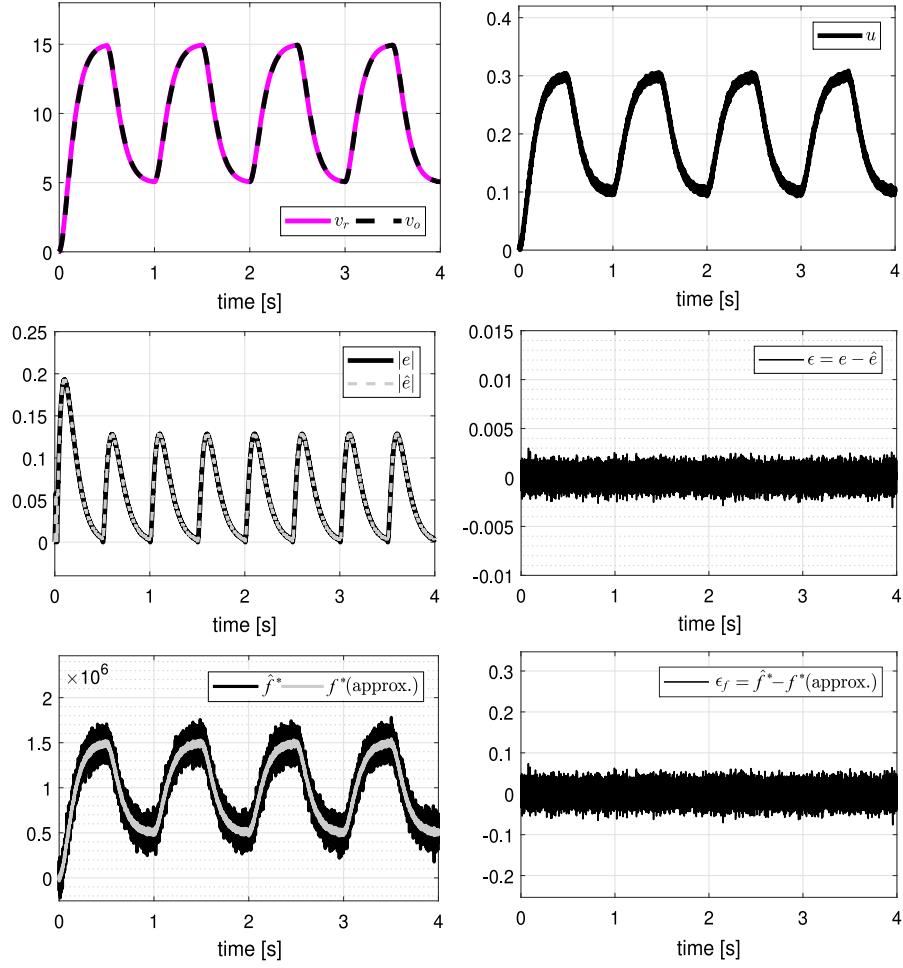 15
10
5
0
v_r v_o
0 1 2 3 4
time [s]
0.4
0.3
0.2
0.1
0
u
0 1 2 3 4
time [s]
0.25
0.2
0.15
0.1
0.05
0
|e|
|ê|
0 1 2 3 4
time [s]
0.015
0.01
0.005
0
-0.005
-0.01
ϵ = e − ê
0 1 2 3 4
time [s]
×10⁶
2
1.5
1
0.5
0
f̂* f*(approx.)
0 1 2 3 4
time [s]
0.3
0.2
0.1
0
-0.1
-0.2
ϵ_f = f̂*−f*(approx.)
0 1 2 3 4
time [s]